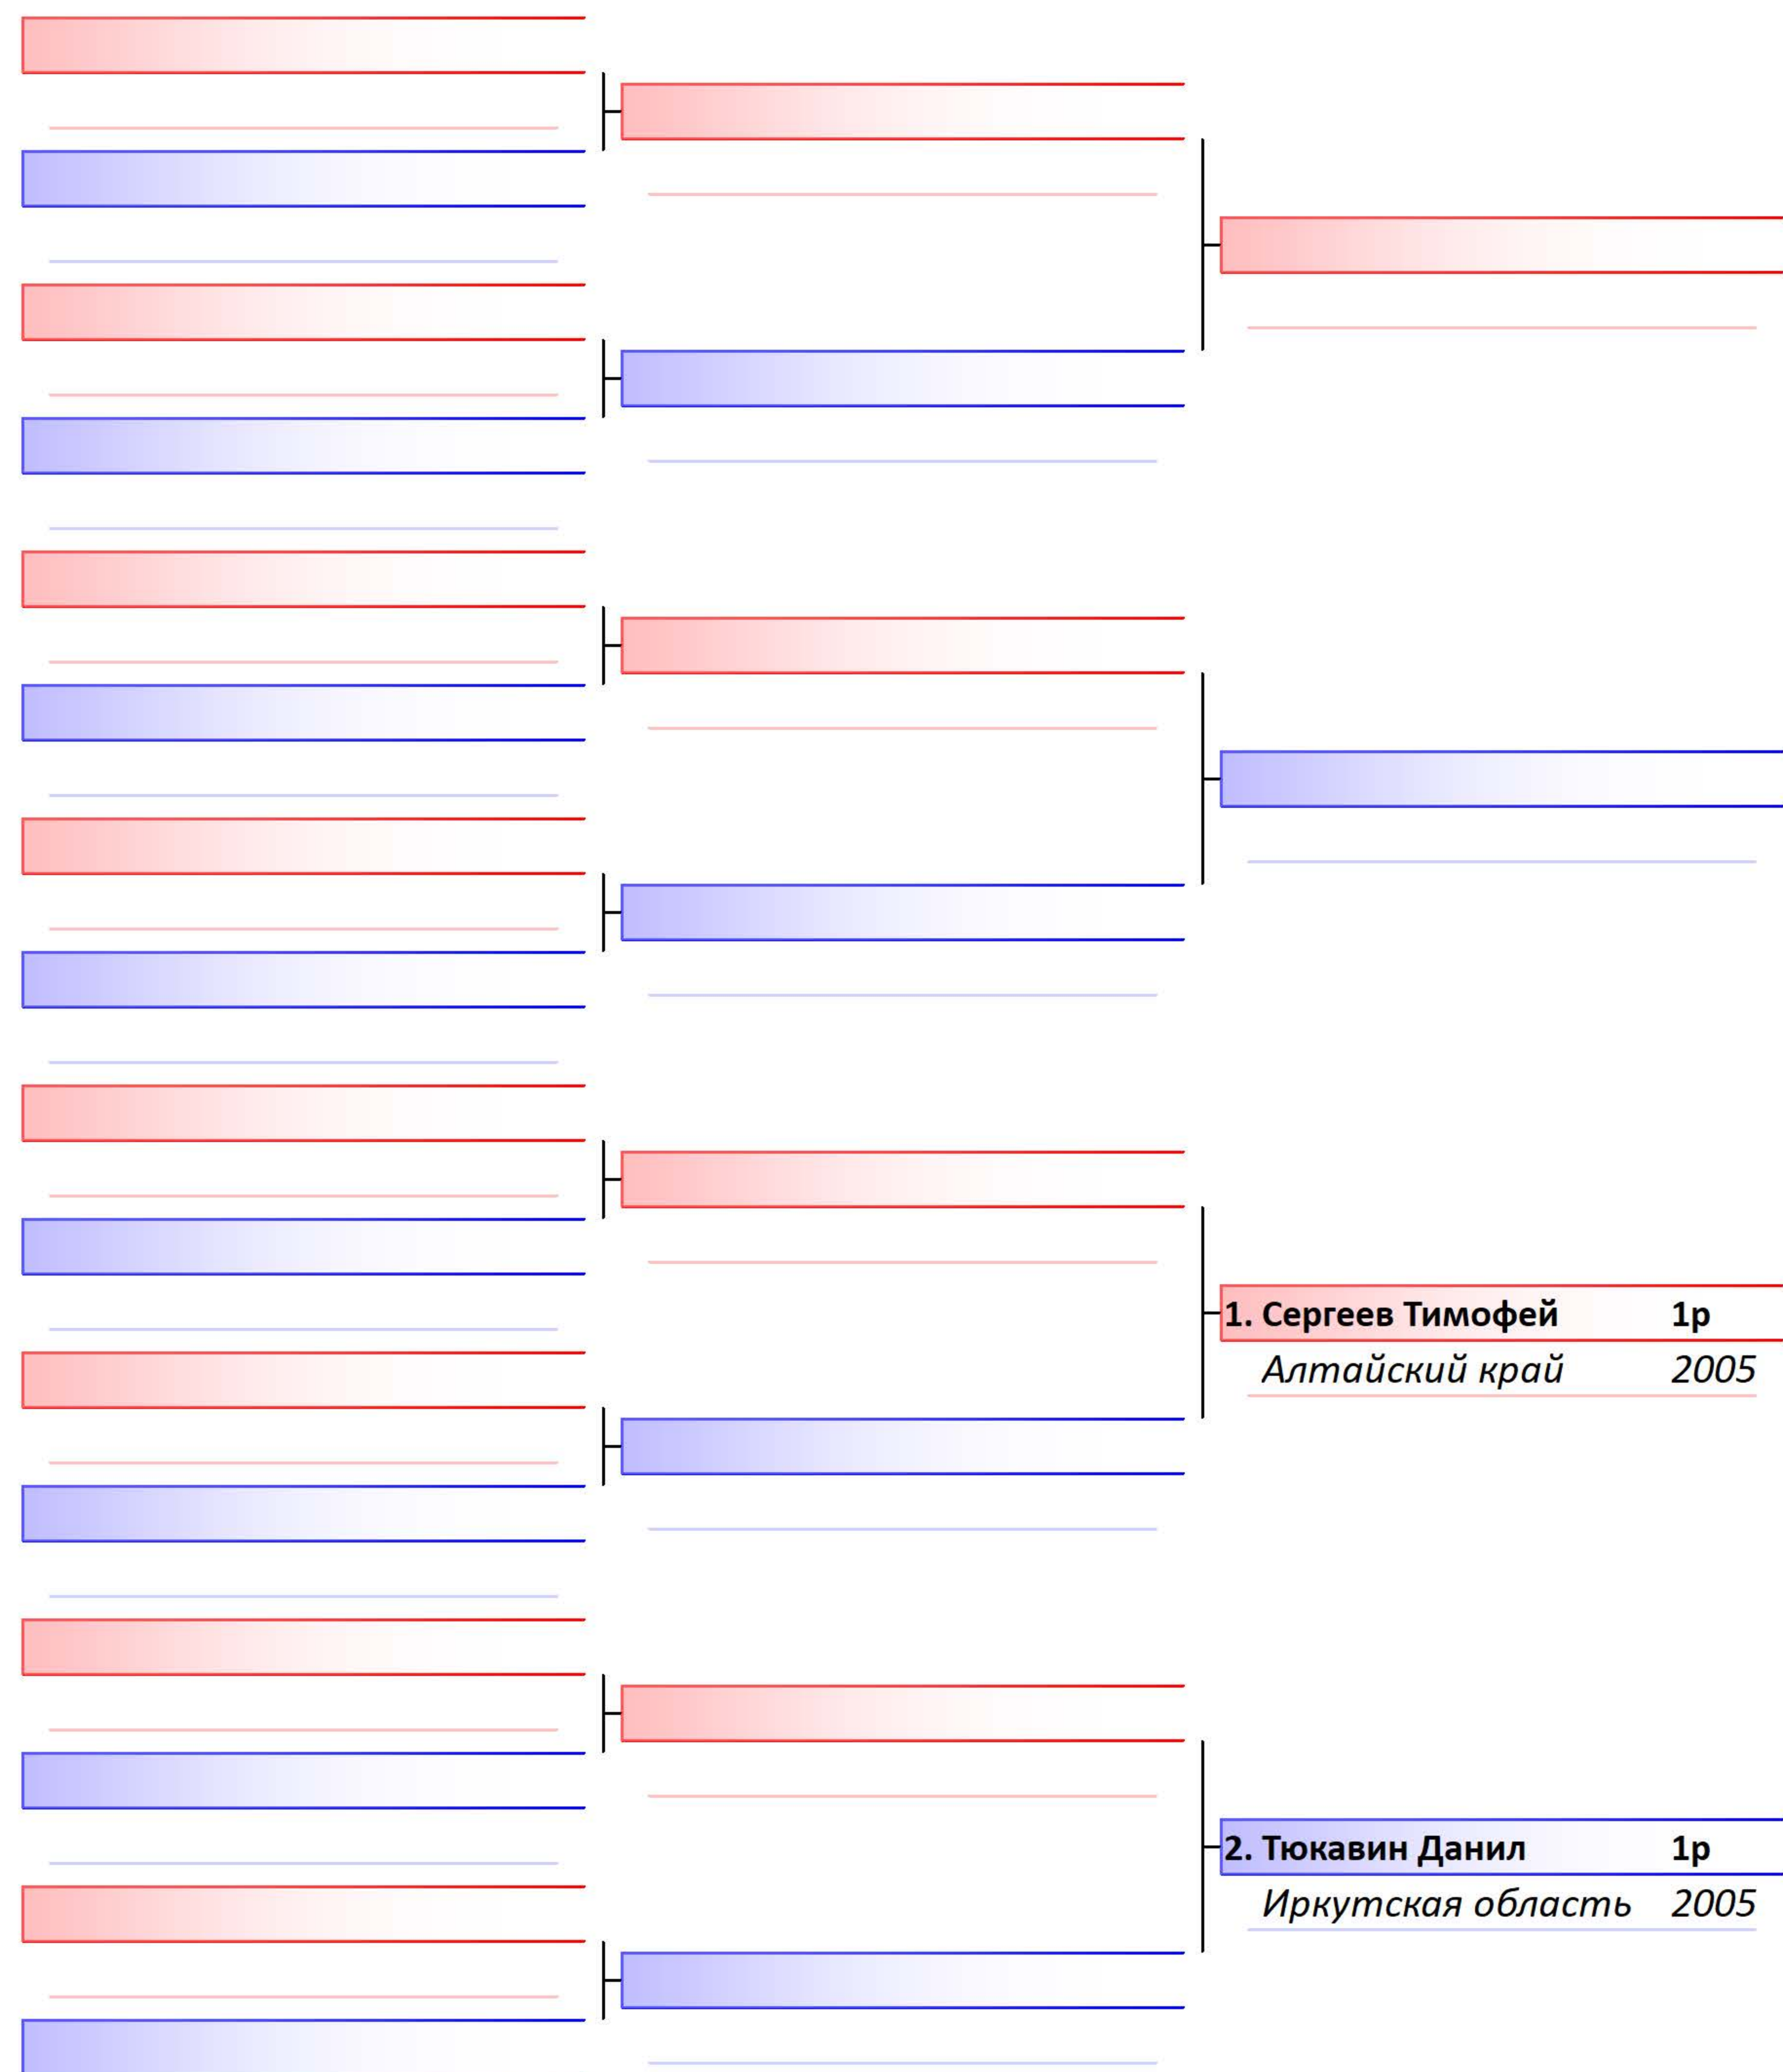 1. Сергеев Тимофей 1р
Алтайский край 2005
2. Тюкавин Данил 1р
Иркутская область 2005